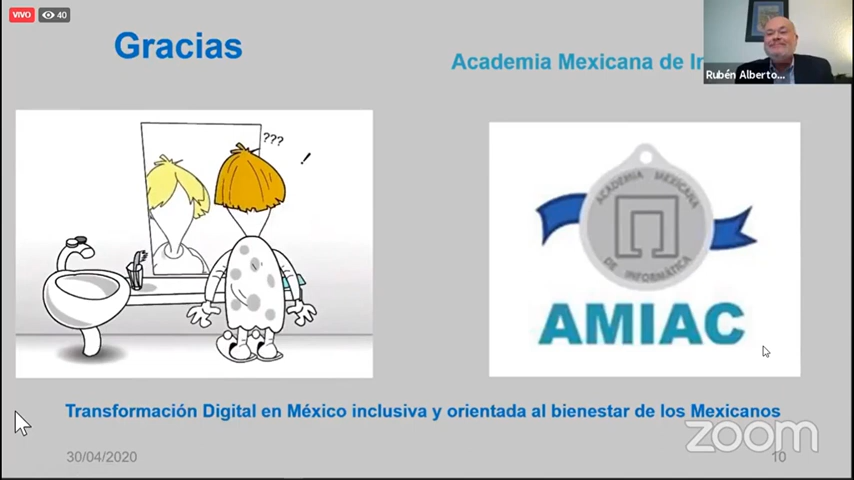 VIVO 40
Gracias
Academia Mexicana de
Rubén Alberto...
???
!
ACADEMIA MEXICANA
DE INFORMÁTICA
AMIAC
Transformación Digital en México inclusiva y orientada al bienestar de los Mexicanos
zoom
30/04/2020
10